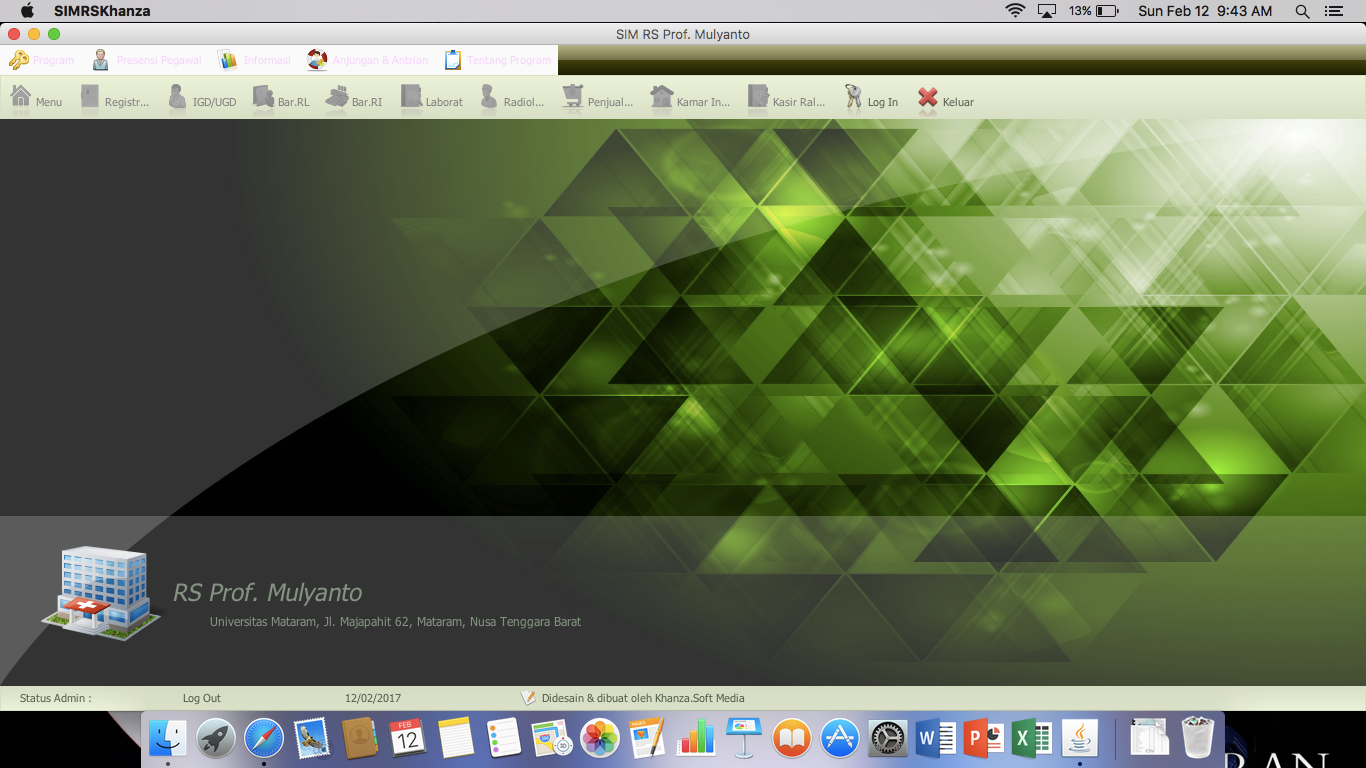 SIMRSKhanza 13% Sun Feb 12 9:43 AM
SIM RS Prof. Mulyanto
Program Presensi Pegawai Informasi Anjungan & Antrian Tentang Program
Menu Registr... IGD/UGD Bar.RL Bar.RI Laborat Radiol... Penjual... Kamar In... Kasir Ral... Log In Keluar
RS Prof. Mulyanto
Universitas Mataram, Jl. Majapahit 62, Mataram, Nusa Tenggara Barat
Status Admin : Log Out 12/02/2017 Didesain & dibuat oleh Khanza.Soft Media
FEB
12